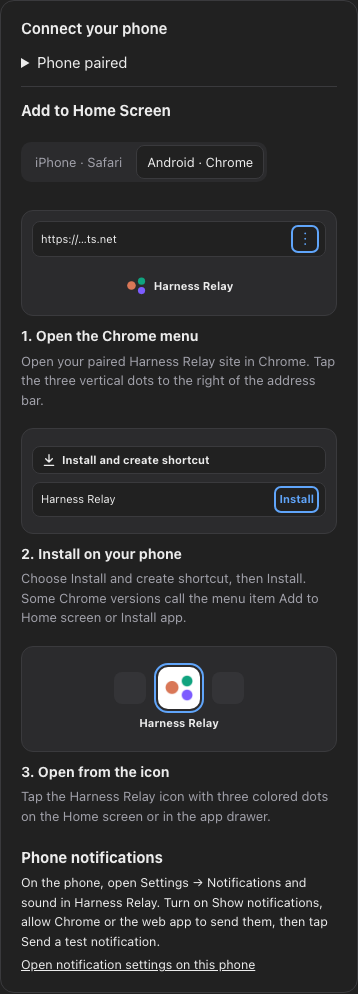 Connect your phone
Phone paired
Add to Home Screen
iPhone · Safari
Android · Chrome
https://...ts.net
Harness Relay
1. Open the Chrome menu
Open your paired Harness Relay site in Chrome. Tap
the three vertical dots to the right of the address
bar.
Install and create shortcut
Harness Relay
Install
2. Install on your phone
Choose Install and create shortcut, then Install.
Some Chrome versions call the menu item Add to
Home screen or Install app.
Harness Relay
3. Open from the icon
Tap the Harness Relay icon with three colored dots
on the Home screen or in the app drawer.
Phone notifications
On the phone, open Settings → Notifications and
sound in Harness Relay. Turn on Show notifications,
allow Chrome or the web app to send them, then tap
Send a test notification.
Open notification settings on this phone